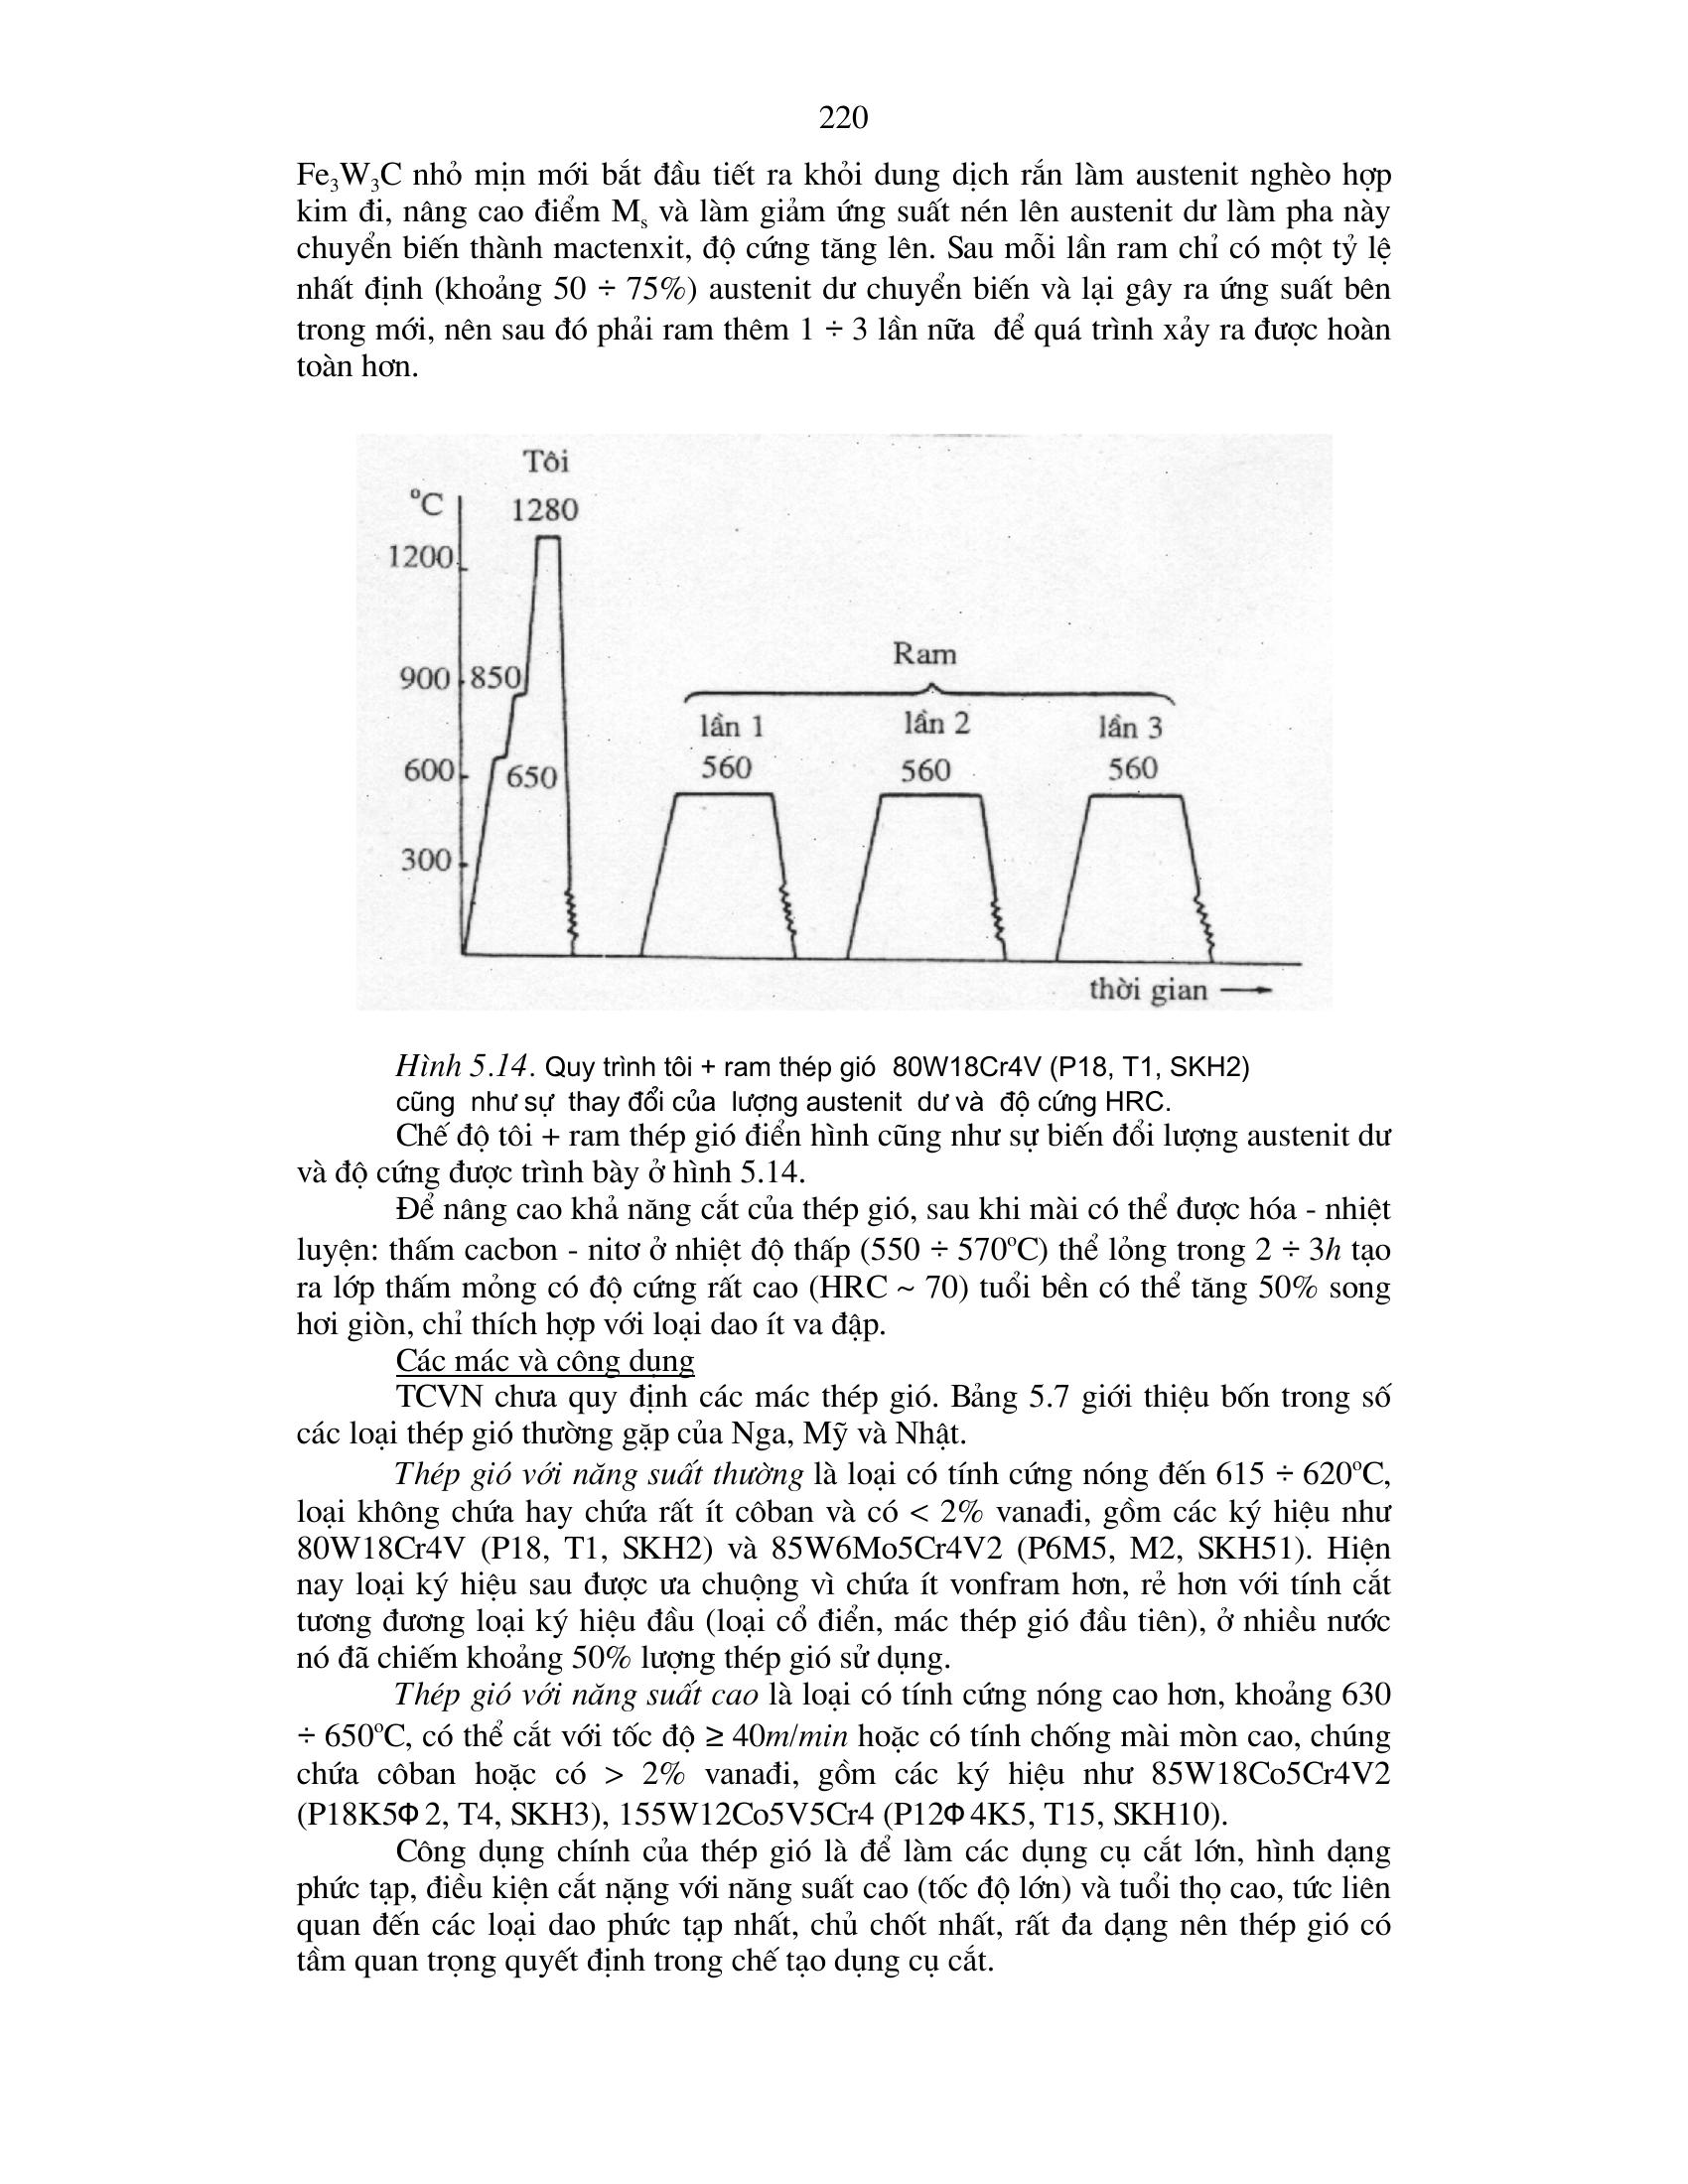 220
Fe₃W₃C nhỏ mịn mới bắt đầu tiết ra khỏi dung dịch rắn làm austenit nghèo hợp
kim đi, nâng cao điểm Mₛ và làm giảm ứng suất nén lên austenit dư làm pha này
chuyển biến thành mactenxit, độ cứng tăng lên. Sau mỗi lần ram chỉ có một tỷ lệ
nhất định (khoảng 50 ÷ 75%) austenit dư chuyển biến và lại gây ra ứng suất bên
trong mới, nên sau đó phải ram thêm 1 ÷ 3 lần nữa để quá trình xảy ra được hoàn
toàn hơn.
Tôi
°C
1280
1200
900
850
Ram
lần 1
lần 2
lần 3
600
650
560
560
560
300
thời gian
Hình 5.14. Quy trình tôi + ram thép gió 80W18Cr4V (P18, T1, SKH2)
cũng như sự thay đổi của lượng austenit dư và độ cứng HRC.
Chế độ tôi + ram thép gió điển hình cũng như sự biến đổi lượng austenit dư
và độ cứng được trình bày ở hình 5.14.
Để nâng cao khả năng cắt của thép gió, sau khi mài có thể được hóa - nhiệt
luyện: thấm cacbon - nitơ ở nhiệt độ thấp (550 ÷ 570ºC) thể lỏng trong 2 ÷ 3h tạo
ra lớp thấm mỏng có độ cứng rất cao (HRC ~ 70) tuổi bền có thể tăng 50% song
hơi giòn, chỉ thích hợp với loại dao ít va đập.
Các mác và công dụng
TCVN chưa quy định các mác thép gió. Bảng 5.7 giới thiệu bốn trong số
các loại thép gió thường gặp của Nga, Mỹ và Nhật.
Thép gió với năng suất thường là loại có tính cứng nóng đến 615 ÷ 620ºC,
loại không chứa hay chứa rất ít côban và có < 2% vanađi, gồm các ký hiệu như
80W18Cr4V (P18, T1, SKH2) và 85W6Mo5Cr4V2 (P6M5, M2, SKH51). Hiện
nay loại ký hiệu sau được ưa chuộng vì chứa ít vonfram hơn, rẻ hơn với tính cắt
tương đương loại ký hiệu đầu (loại cổ điển, mác thép gió đầu tiên), ở nhiều nước
nó đã chiếm khoảng 50% lượng thép gió sử dụng.
Thép gió với năng suất cao là loại có tính cứng nóng cao hơn, khoảng 630
÷ 650ºC, có thể cắt với tốc độ ≥ 40m/min hoặc có tính chống mài mòn cao, chúng
chứa côban hoặc có > 2% vanađi, gồm các ký hiệu như 85W18Co5Cr4V2
(P18K5Φ2, T4, SKH3), 155W12Co5V5Cr4 (P12Φ4K5, T15, SKH10).
Công dụng chính của thép gió là để làm các dụng cụ cắt lớn, hình dạng
phức tạp, điều kiện cắt nặng với năng suất cao (tốc độ lớn) và tuổi thọ cao, tức liên
quan đến các loại dao phức tạp nhất, chủ chốt nhất, rất đa dạng nên thép gió có
tầm quan trọng quyết định trong chế tạo dụng cụ cắt.